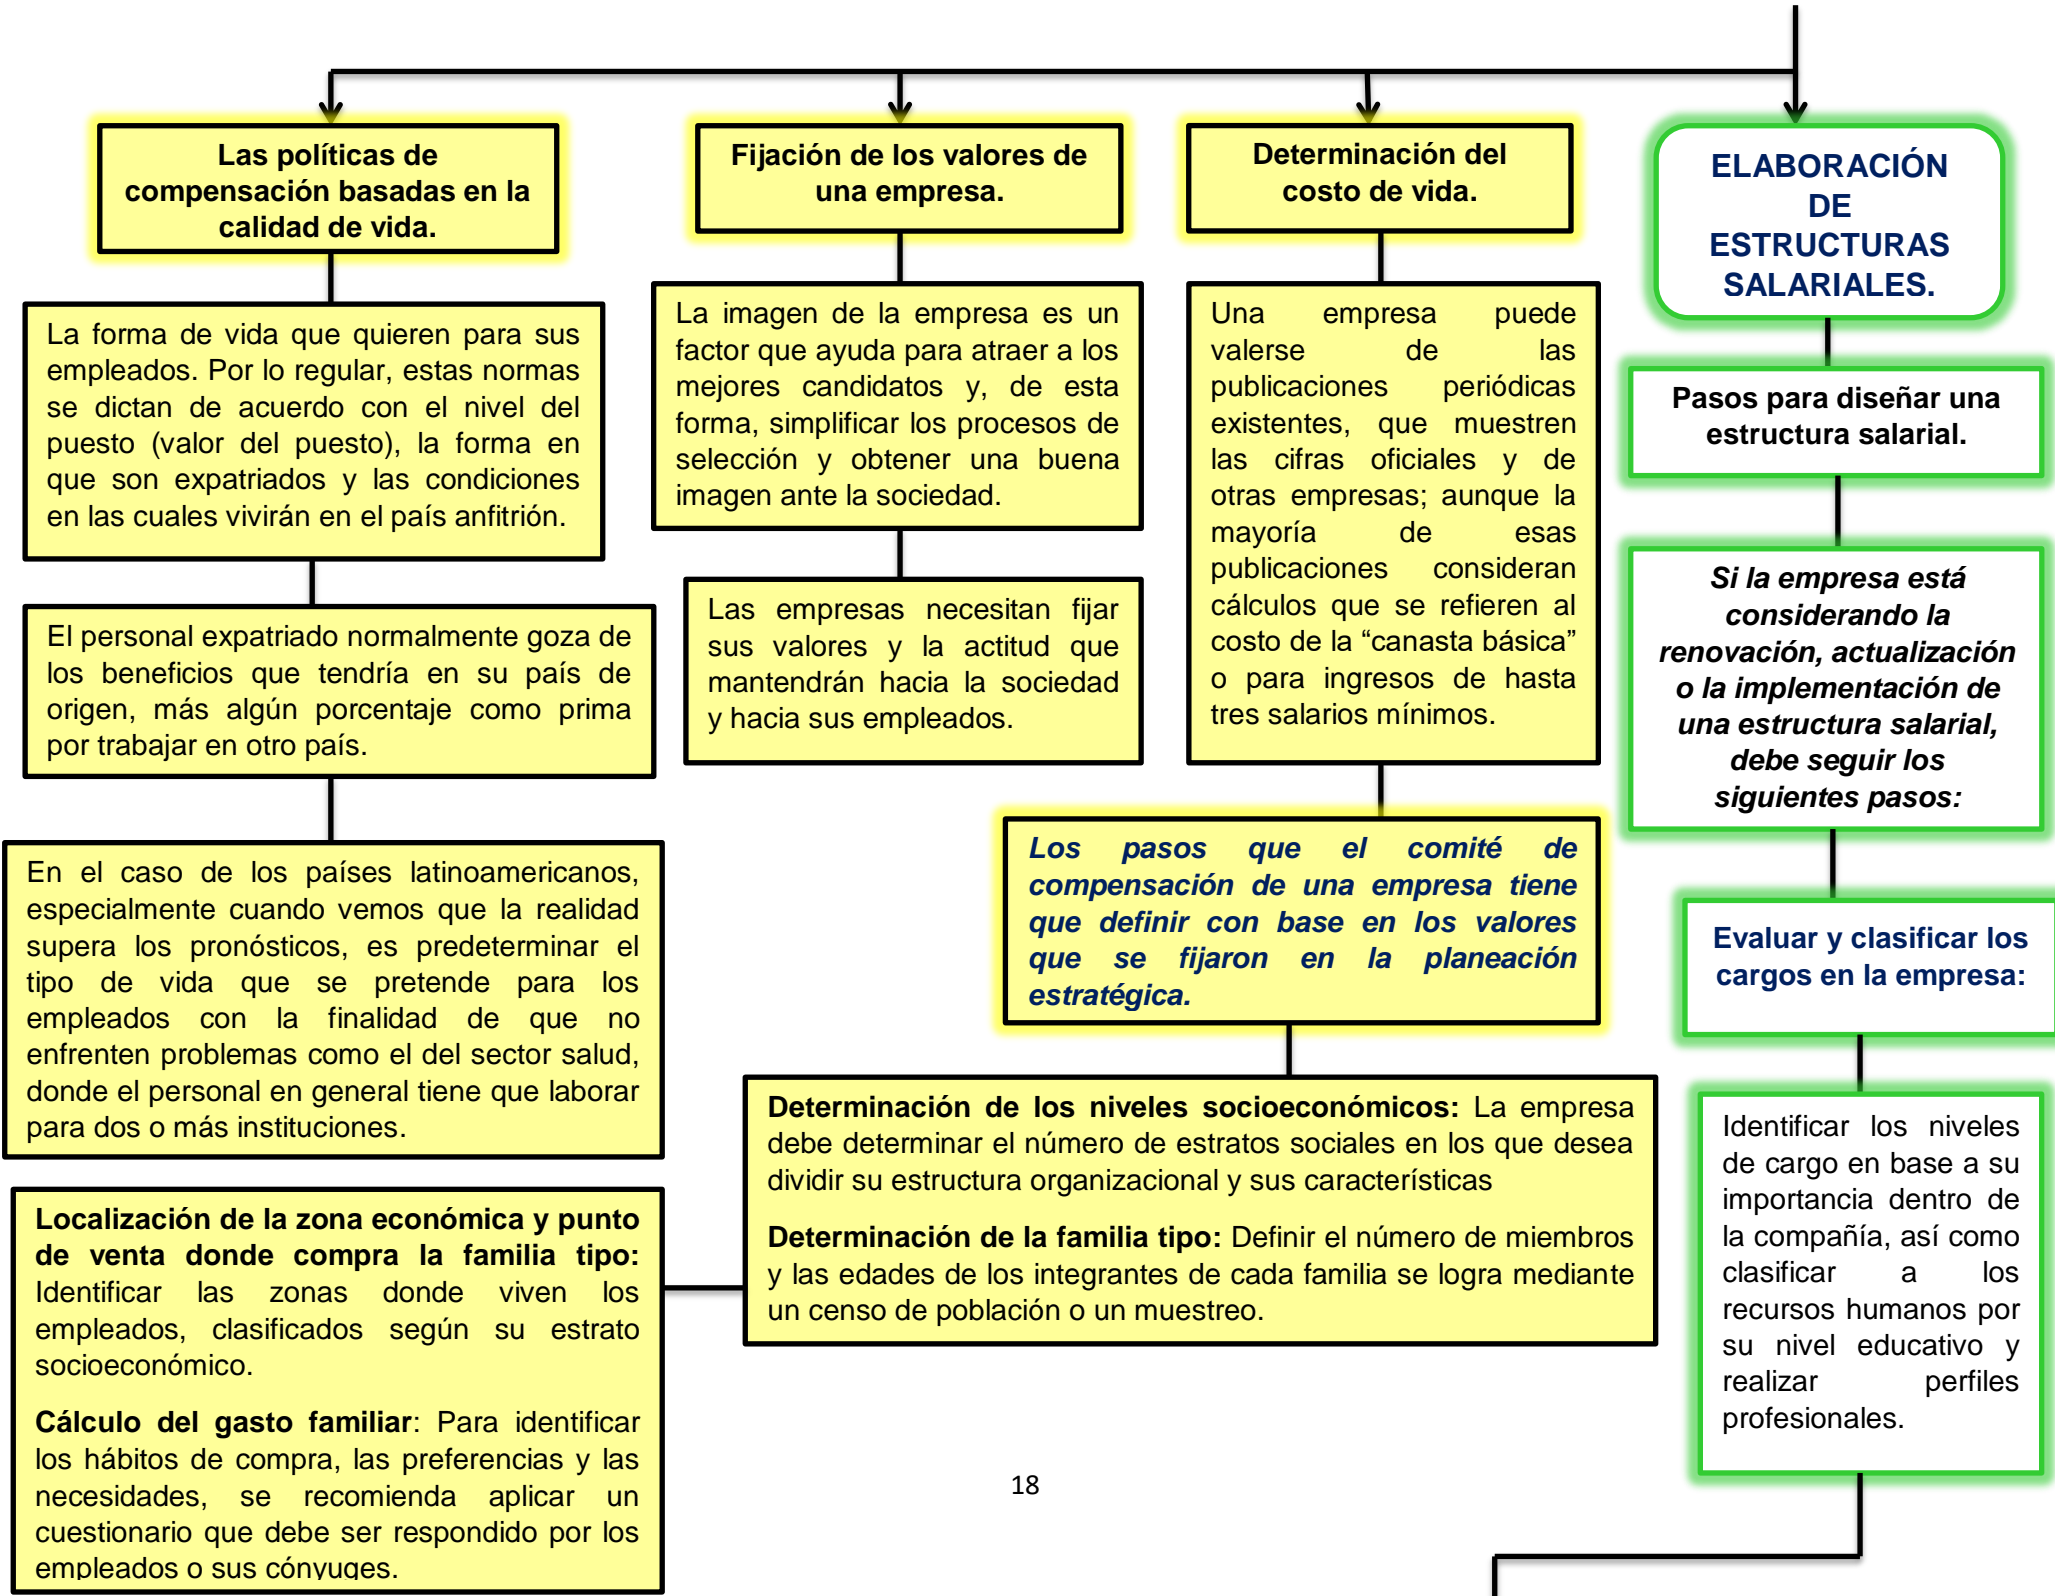 Las políticas de
compensación basadas en la
calidad de vida.
La forma de vida que quieren para sus
empleados. Por lo regular, estas normas
se dictan de acuerdo con el nivel del
puesto (valor del puesto), la forma en
que son expatriados y las condiciones
en las cuales vivirán en el país anfitrión.
El personal expatriado normalmente goza de
los beneficios que tendría en su país de
origen, más algún porcentaje como prima
por trabajar en otro país.
En el caso de los países latinoamericanos,
especialmente cuando vemos que la realidad
supera los pronósticos, es predeterminar el
tipo de vida que se pretende para los
empleados con la finalidad de que no
enfrenten problemas como el del sector salud,
donde el personal en general tiene que laborar
para dos o más instituciones.
Fijación de los valores de
una empresa.
La imagen de la empresa es un
factor que ayuda para atraer a los
mejores candidatos y, de esta
forma, simplificar los procesos de
selección y obtener una buena
imagen ante la sociedad.
Las empresas necesitan fijar
sus valores y la actitud que
mantendrán hacia la sociedad
y hacia sus empleados.
Determinación del
costo de vida.
Una empresa puede
valerse de las
publicaciones periódicas
existentes, que muestren
las cifras oficiales y de
otras empresas; aunque la
mayoría de esas
publicaciones consideran
cálculos que se refieren al
costo de la “canasta básica”
o para ingresos de hasta
tres salarios mínimos.
Los pasos que el comité de
compensación de una empresa tiene
que definir con base en los valores
que se fijaron en la planeación
estratégica.
Determinación de los niveles socioeconómicos: La empresa
debe determinar el número de estratos sociales en los que desea
dividir su estructura organizacional y sus características
Determinación de la familia tipo: Definir el número de miembros
y las edades de los integrantes de cada familia se logra mediante
un censo de población o un muestreo.
Localización de la zona económica y punto
de venta donde compra la familia tipo:
Identificar las zonas donde viven los
empleados, clasificados según su estrato
socioeconómico.
Cálculo del gasto familiar: Para identificar
los hábitos de compra, las preferencias y las
necesidades, se recomienda aplicar un
cuestionario que debe ser respondido por los
empleados o sus cónyuges.
ELABORACIÓN
DE
ESTRUCTURAS
SALARIALES.
Pasos para diseñar una
estructura salarial.
Si la empresa está
considerando la
renovación, actualización
o la implementación de
una estructura salarial,
debe seguir los
siguientes pasos:
Evaluar y clasificar los
cargos en la empresa:
Identificar los niveles
de cargo en base a su
importancia dentro de
la compañía, así como
clasificar a los
recursos humanos por
su nivel educativo y
realizar perfiles
profesionales.
18